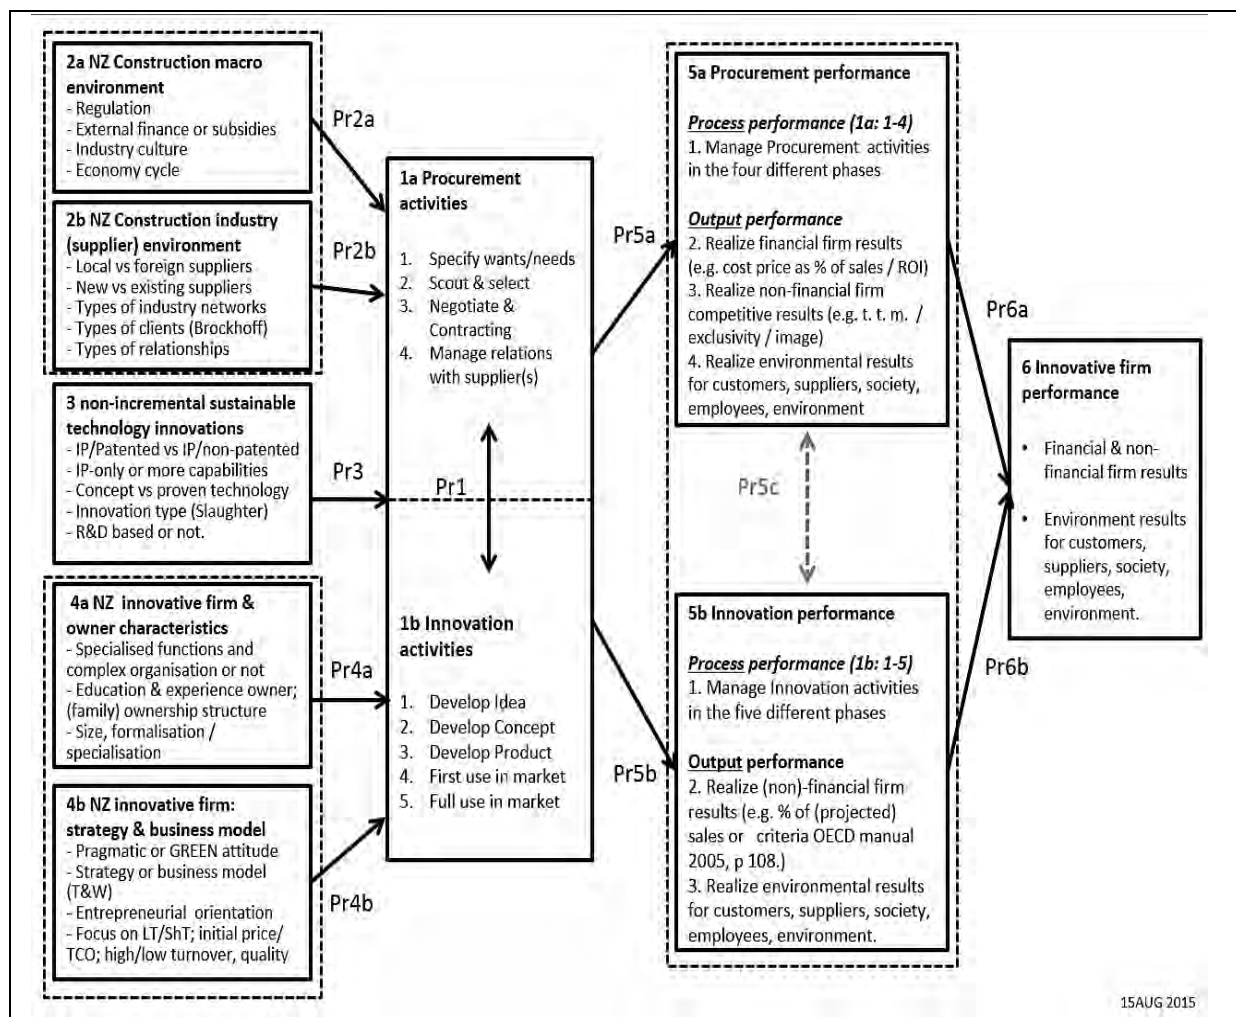 2a NZ Construction macro
environment
- Regulation
- External finance or subsidies
- Industry culture
- Economy cycle
Pr2a
2b NZ Construction industry
(supplier) environment
- Local vs foreign suppliers
- New vs existing suppliers
- Types of industry networks
- Types of clients (Brockhoff)
- Types of relationships
Pr2b
3 non-incremental sustainable
technology innovations
- IP/Patented vs IP/non-patented
- IP-only or more capabilities
- Concept vs proven technology
- Innovation type (Slaughter)
- R&D based or not.
Pr3
4a NZ innovative firm &
owner characteristics
- Specialised functions and
complex organisation or not
- Education & experience owner;
(family) ownership structure
- Size, formalisation /
specialisation
Pr4a
4b NZ innovative firm:
strategy & business model
- Pragmatic or GREEN attitude
- Strategy or business model
(T&W)
- Entrepreneurial orientation
- Focus on LT/ShT; initial price/
TCO; high/low turnover, quality
Pr4b
1a Procurement
activities
1. Specify wants/needs
2. Scout & select
3. Negotiate &
Contracting
4. Manage relations
with supplier(s)
Pr1
1b Innovation
activities
1. Develop Idea
2. Develop Concept
3. Develop Product
4. First use in market
5. Full use in market
Pr5a
Pr5b
5a Procurement performance
Process performance (1a: 1-4)
1. Manage Procurement activities
in the four different phases
Output performance
2. Realize financial firm results
(e.g. cost price as % of sales / ROI)
3. Realize non-financial firm
competitive results (e.g. t. t. m. /
exclusivity / image)
4. Realize environmental results
for customers, suppliers, society,
employees, environment
Pr5c
5b Innovation performance
Process performance (1b: 1-5)
1. Manage Innovation activities
in the five different phases
Output performance
2. Realize (non)-financial firm
results (e.g. % of (projected)
sales or criteria OECD manual
2005, p 108.)
3. Realize environmental results
for customers, suppliers, society,
employees, environment.
Pr6a
Pr6b
6 Innovative firm
performance
• Financial & non-
financial firm results
• Environment results
for customers,
suppliers, society,
employees,
environment.
15AUG 2015